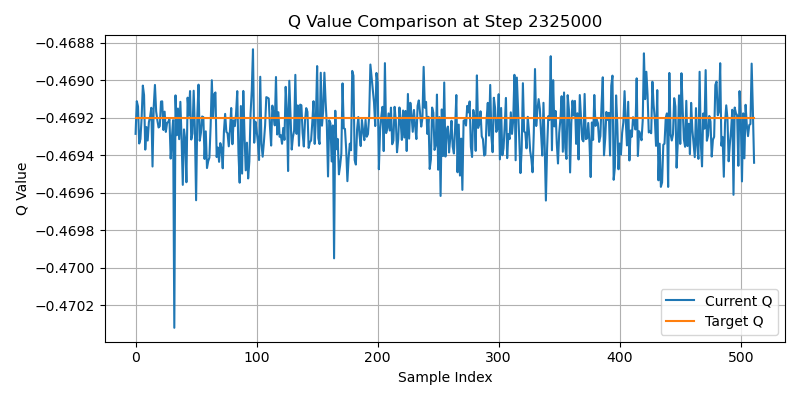 Q Value Comparison at Step 2325000
Q Value
−0.4688
−0.4690
−0.4692
−0.4694
−0.4696
−0.4698
−0.4700
−0.4702
0
100
200
300
400
500
Sample Index
Current Q
Target Q